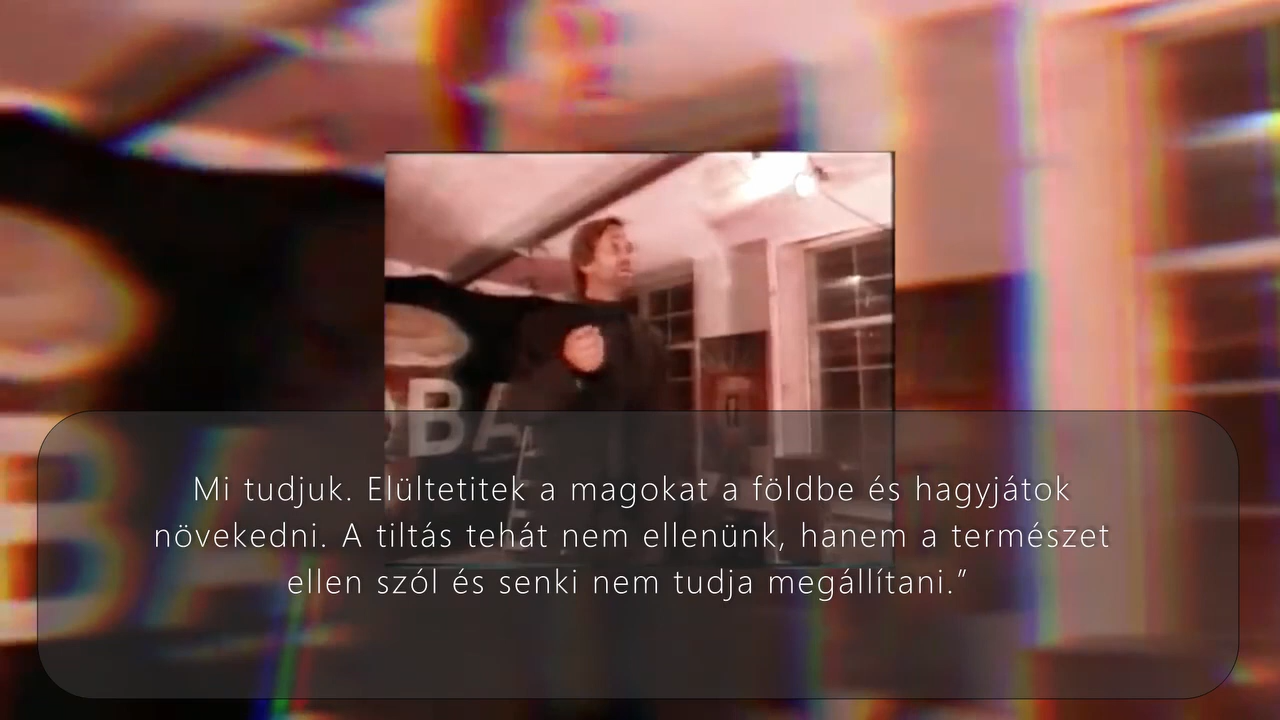 BA
Mi tudjuk. Elültetitek a magokat a földbe és hagyjátok
növekedni. A tiltás tehát nem ellenünk, hanem a természet
ellen szól és senki nem tudja megállítani.”